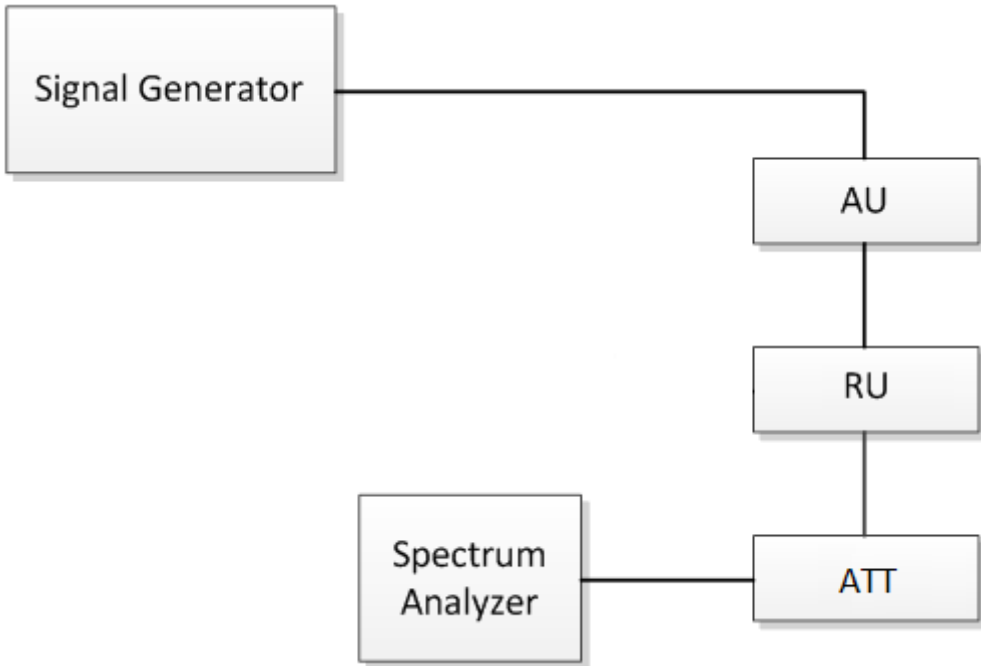 Signal Generator
AU
RU
ATT
Spectrum
Analyzer